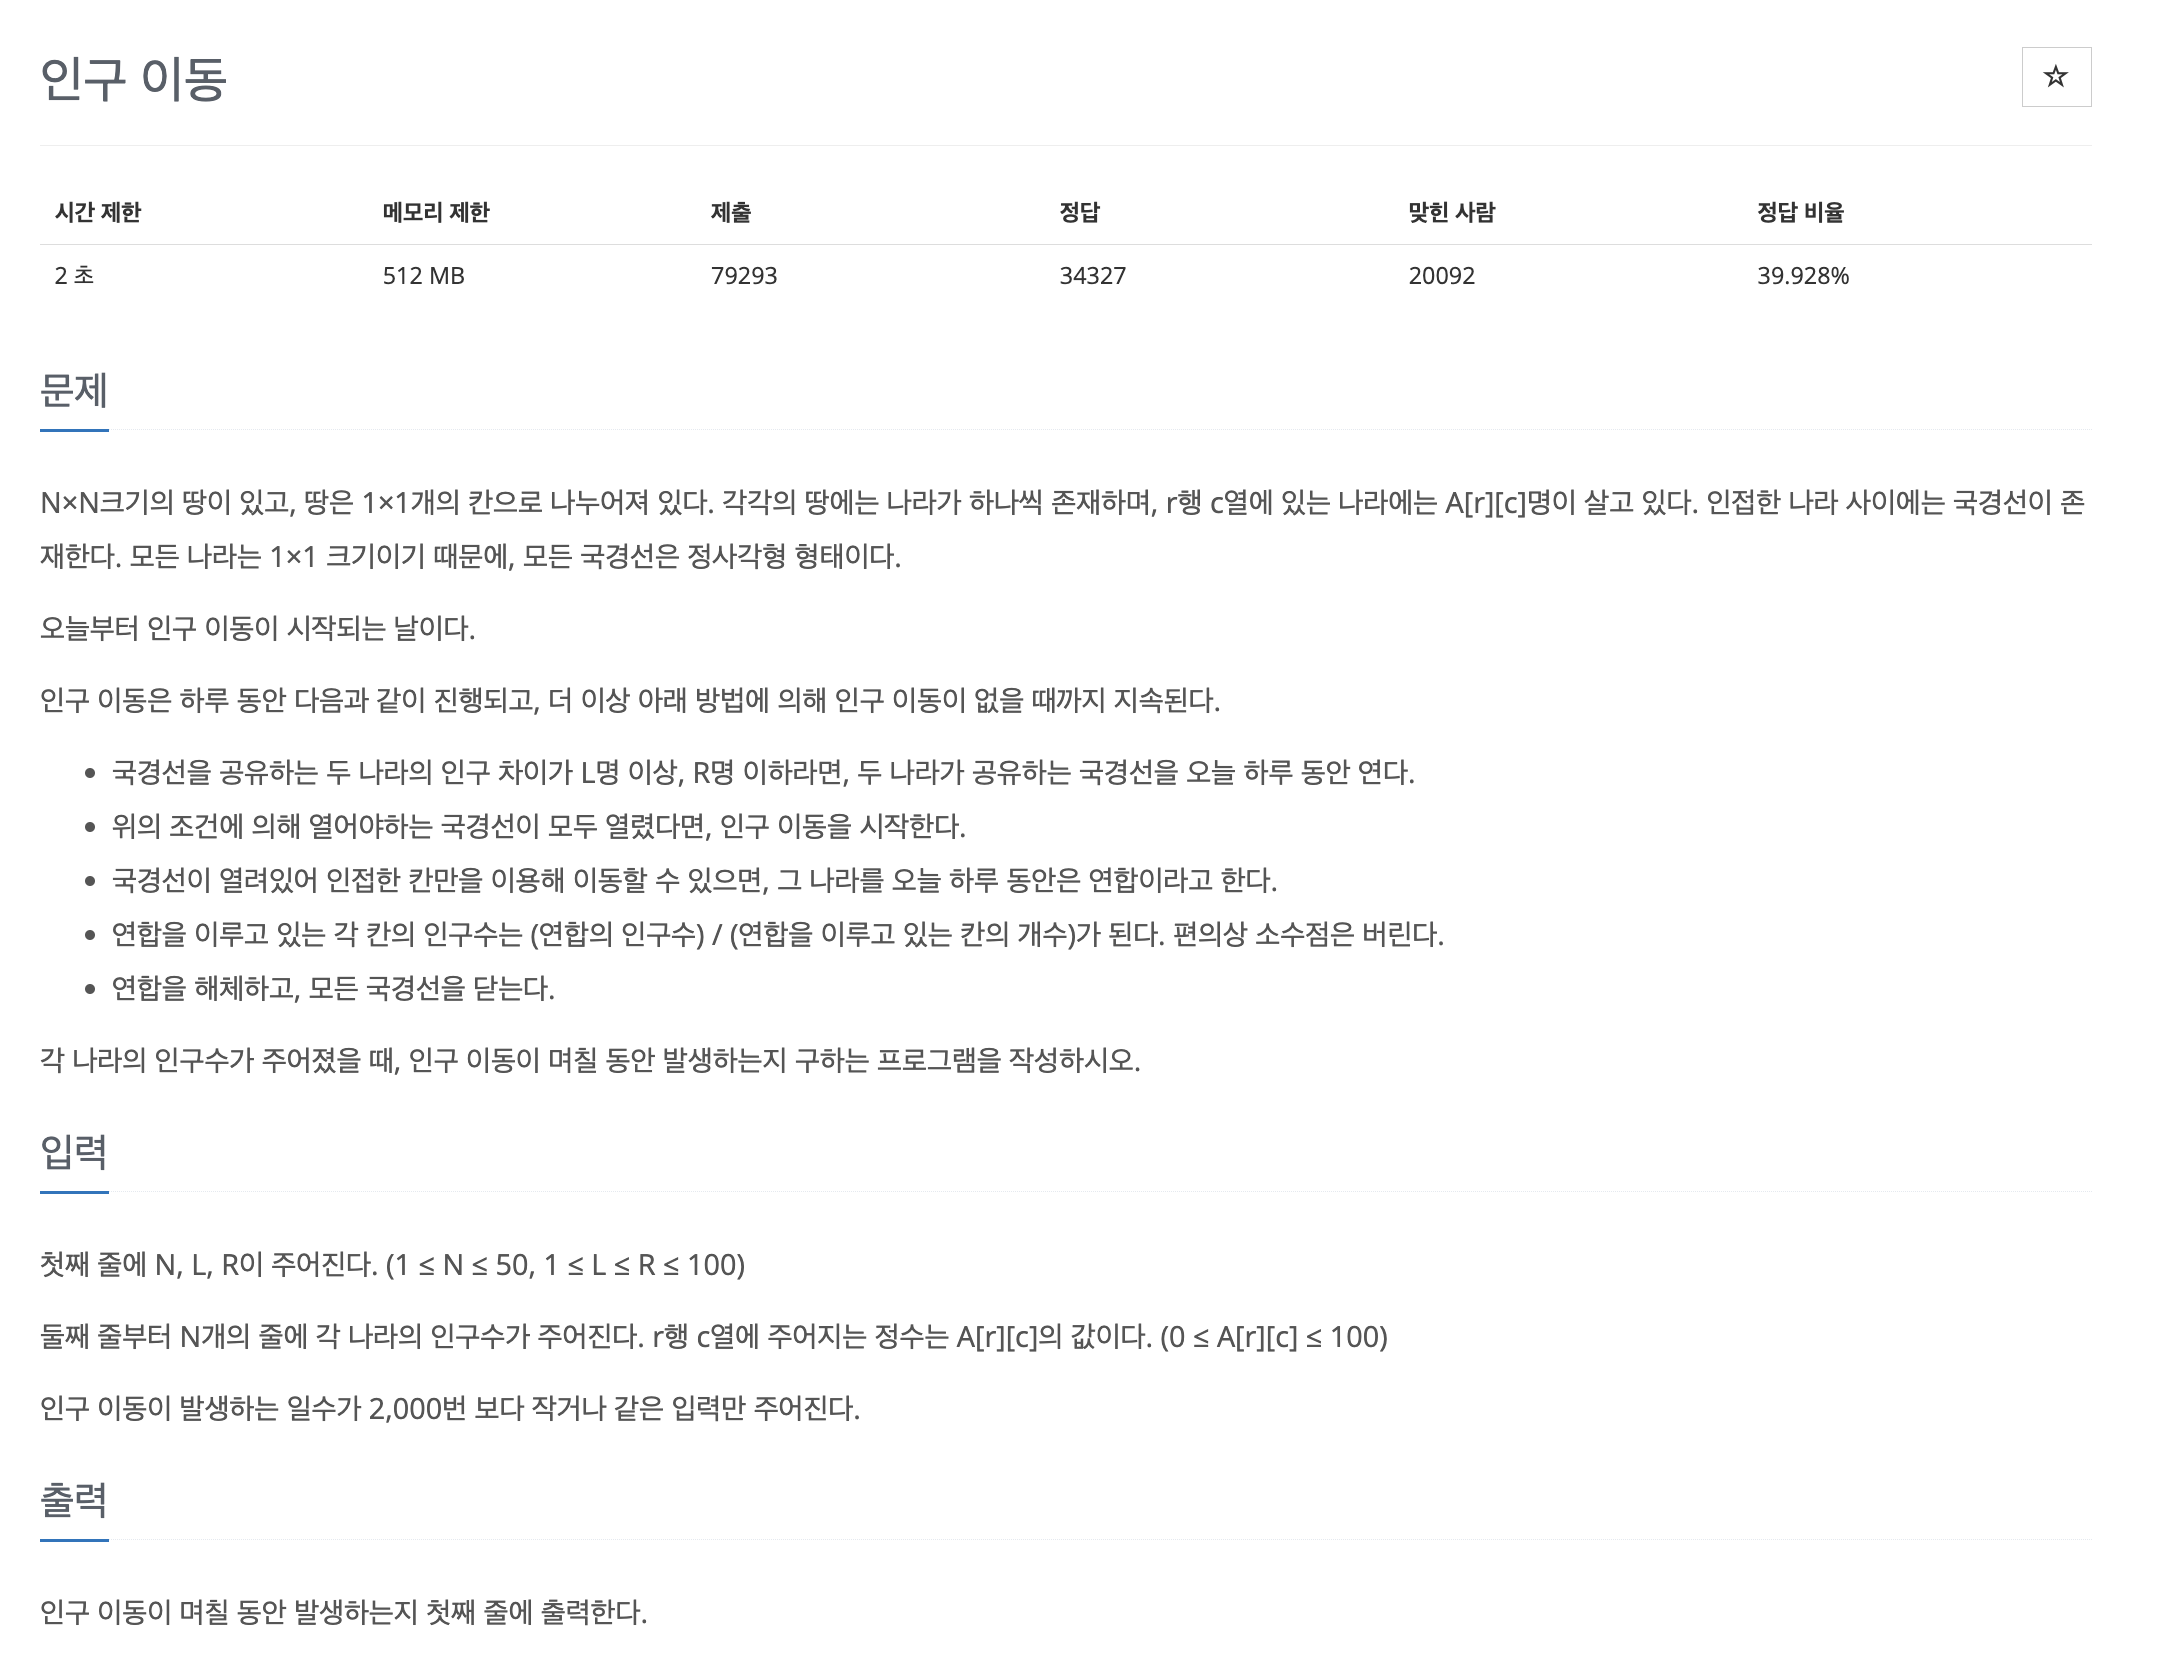 인구 이동
시간 제한 메모리 제한 제출 정답 맞힌 사람 정답 비율
2 초 512 MB 79293 34327 20092 39.928%
문제
N×N크기의 땅이 있고, 땅은 1×1개의 칸으로 나누어져 있다. 각각의 땅에는 나라가 하나씩 존재하며, r행 c열에 있는 나라에는 A[r][c]명이 살고 있다. 인접한 나라 사이에는 국경선이 존
재한다. 모든 나라는 1×1 크기이기 때문에, 모든 국경선은 정사각형 형태이다.
오늘부터 인구 이동이 시작되는 날이다.
인구 이동은 하루 동안 다음과 같이 진행되고, 더 이상 아래 방법에 의해 인구 이동이 없을 때까지 지속된다.
• 국경선을 공유하는 두 나라의 인구 차이가 L명 이상, R명 이하라면, 두 나라가 공유하는 국경선을 오늘 하루 동안 연다.
• 위의 조건에 의해 열어야하는 국경선이 모두 열렸다면, 인구 이동을 시작한다.
• 국경선이 열려있어 인접한 칸만을 이용해 이동할 수 있으면, 그 나라를 오늘 하루 동안은 연합이라고 한다.
• 연합을 이루고 있는 각 칸의 인구수는 (연합의 인구수) / (연합을 이루고 있는 칸의 개수)가 된다. 편의상 소수점은 버린다.
• 연합을 해체하고, 모든 국경선을 닫는다.
각 나라의 인구수가 주어졌을 때, 인구 이동이 며칠 동안 발생하는지 구하는 프로그램을 작성하시오.
입력
첫째 줄에 N, L, R이 주어진다. (1 ≤ N ≤ 50, 1 ≤ L ≤ R ≤ 100)
둘째 줄부터 N개의 줄에 각 나라의 인구수가 주어진다. r행 c열에 주어지는 정수는 A[r][c]의 값이다. (0 ≤ A[r][c] ≤ 100)
인구 이동이 발생하는 일수가 2,000번 보다 작거나 같은 입력만 주어진다.
출력
인구 이동이 며칠 동안 발생하는지 첫째 줄에 출력한다.